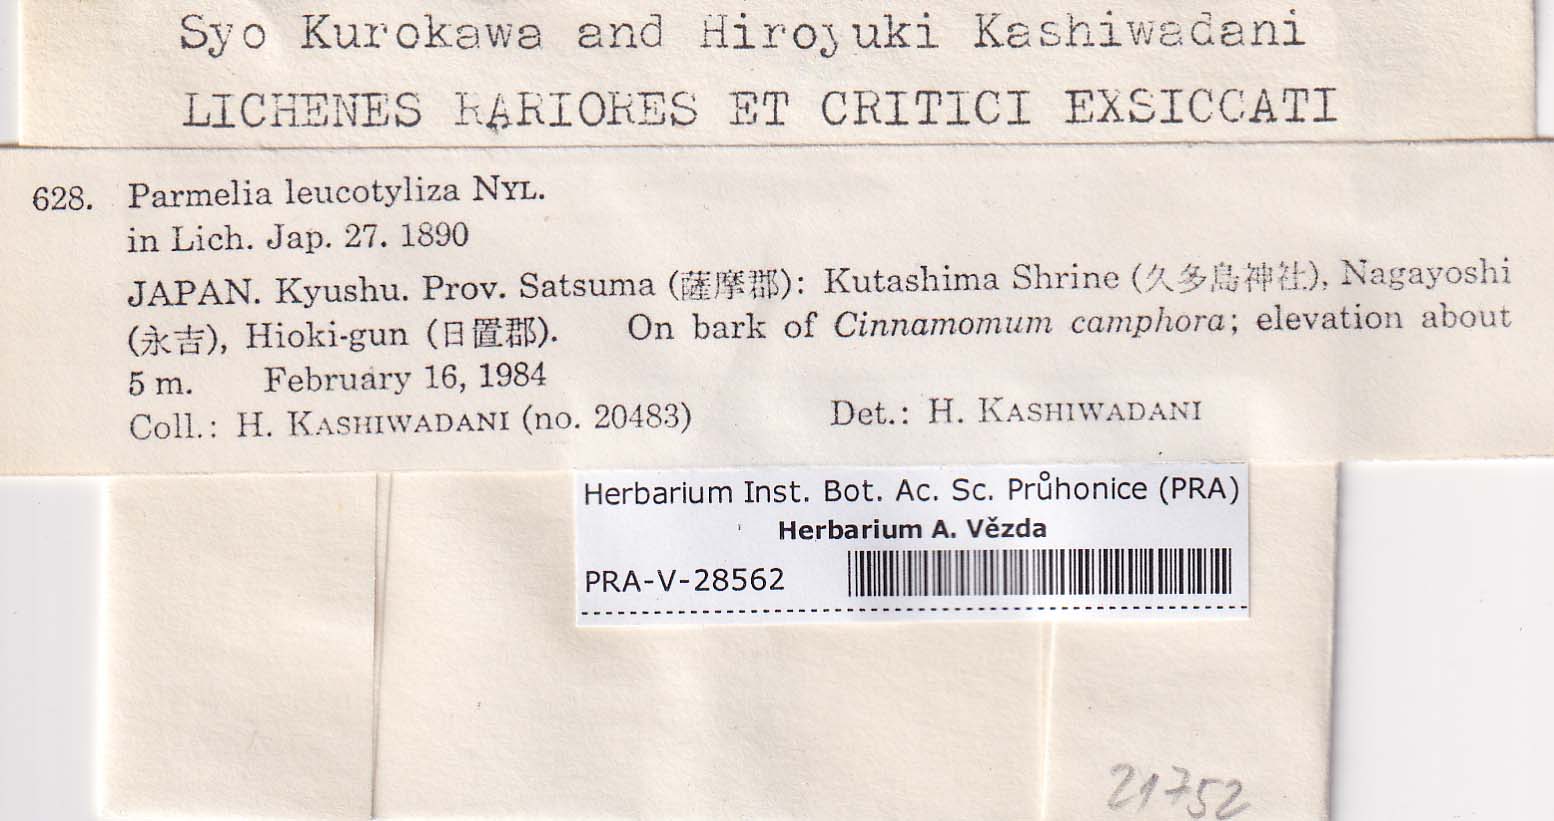 Syo Kurokawa and Hiroyuki Kashiwadani
LICHENES RARIORES ET CRITICI EXSICCATI
628. Parmelia leucotyliza NYL.
in Lich. Jap. 27. 1890
JAPAN. Kyushu. Prov. Satsuma (薩摩郡): Kutashima Shrine (久多島神社), Nagayoshi
(永吉), Hioki-gun (日置郡). On bark of Cinnamomum camphora; elevation about
5 m. February 16, 1984
Coll.: H. KASHIWADANI (no. 20483) Det.: H. KASHIWADANI
Herbarium Inst. Bot. Ac. Sc. Průhonice (PRA)
Herbarium A. Vězda
PRA-V-28562
21752